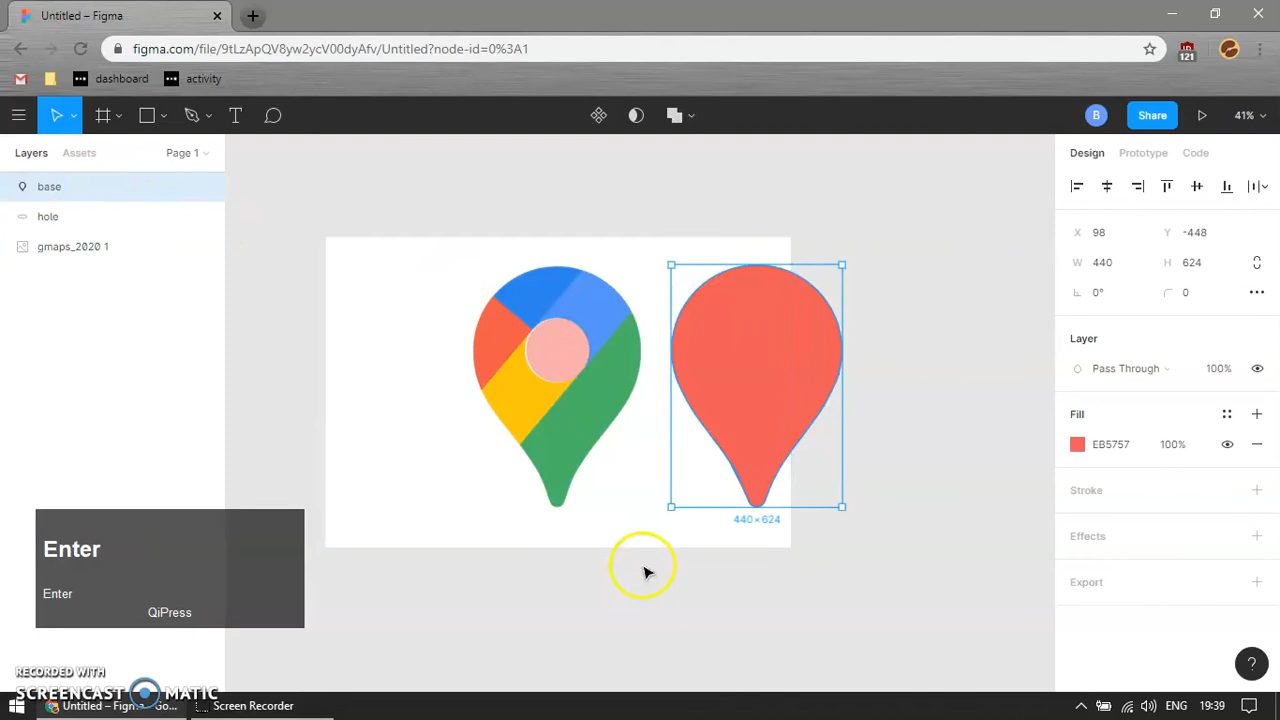 Untitled – Figma
figma.com/file/9tLzApQV8yw2ycV00dyAfv/Untitled?node-id=0%3A1
121
dashboard
activity
B
Share
41%
Layers
Assets
Page 1
base
hole
gmaps_2020 1
440 × 624
Design
Prototype
Code
X 98
Y -448
W 440
H 624
0°
0
Layer
Pass Through
100%
Fill
EB5757
100%
Stroke
Effects
Export
?
Enter
Enter
QiPress
RECORDED WITH
SCREENCAST MATIC
Untitled – Figma - Go...
Screen Recorder
ENG
19:39